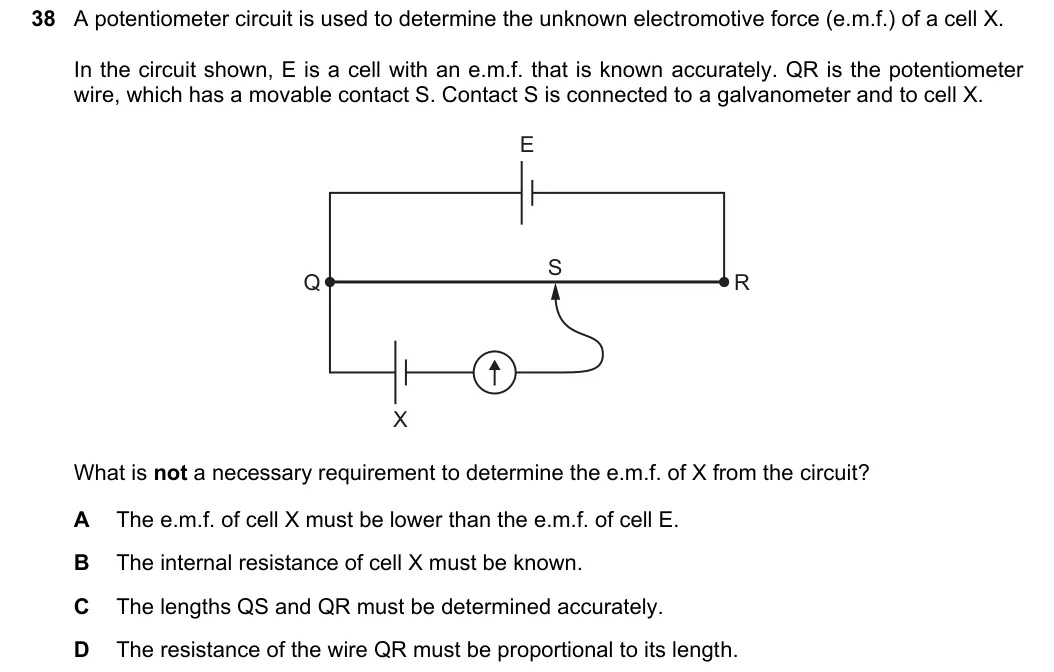 38 A potentiometer circuit is used to determine the unknown electromotive force (e.m.f.) of a cell X.
In the circuit shown, E is a cell with an e.m.f. that is known accurately. QR is the potentiometer
wire, which has a movable contact S. Contact S is connected to a galvanometer and to cell X.
E
S
Q
R
X
What is not a necessary requirement to determine the e.m.f. of X from the circuit?
A The e.m.f. of cell X must be lower than the e.m.f. of cell E.
B The internal resistance of cell X must be known.
C The lengths QS and QR must be determined accurately.
D The resistance of the wire QR must be proportional to its length.